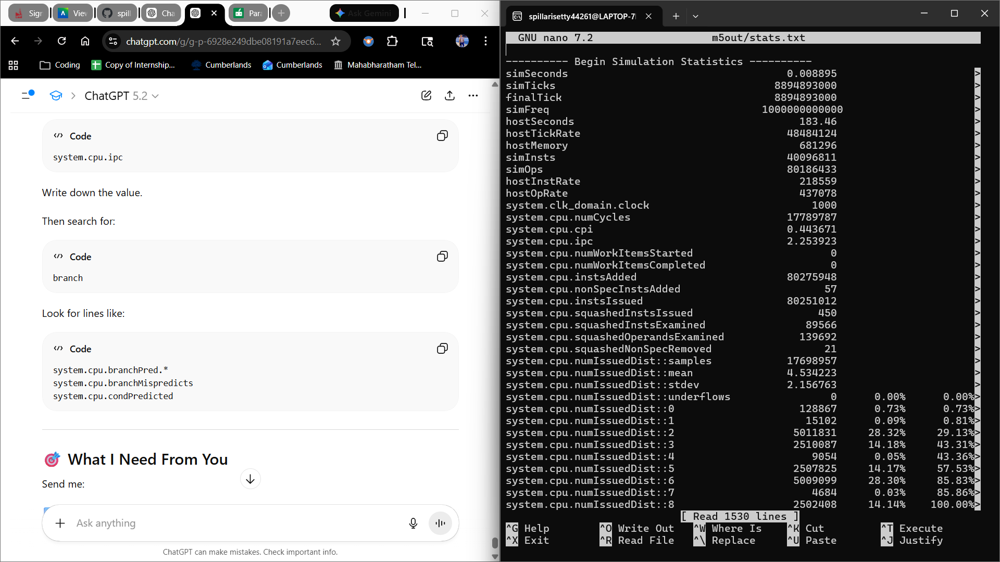 Sign
View
spill
Cha
Para
Ask Gemini
chatgpt.com/g/g-p-6928e249dbe08191a7eec6...
Coding
Copy of Internship...
Cumberlands
Cumberlands
Mahabharatham Tel...
ChatGPT 5.2
Code
system.cpu.ipc
Write down the value.
Then search for:
Code
branch
Look for lines like:
Code
system.cpu.branchPred.*
system.cpu.branchMispredicts
system.cpu.condPredicted
What I Need From You
Send me:
Ask anything
ChatGPT can make mistakes. Check important info.
spillarisetty44261@LAPTOP-7
GNU nano 7.2 m5out/stats.txt
---------- Begin Simulation Statistics ----------
simSeconds 0.008895 >
simTicks 8894893000 >
finalTick 8894893000 >
simFreq 1000000000000 >
hostSeconds 183.46 >
hostTickRate 48484124 >
hostMemory 681296 >
simInsts 40096811 >
simOps 80186433 >
hostInstRate 218559 >
hostOpRate 437078 >
system.clk_domain.clock 1000 >
system.cpu.numCycles 17789787 >
system.cpu.cpi 0.443671 >
system.cpu.ipc 2.253923 >
system.cpu.numWorkItemsStarted 0 >
system.cpu.numWorkItemsCompleted 0 >
system.cpu.instsAdded 80275948 >
system.cpu.nonSpecInstsAdded 57 >
system.cpu.instsIssued 80251012 >
system.cpu.squashedInstsIssued 450 >
system.cpu.squashedInstsExamined 89566 >
system.cpu.squashedOperandsExamined 139692 >
system.cpu.squashedNonSpecRemoved 21 >
system.cpu.numIssuedDist::samples 17698957 >
system.cpu.numIssuedDist::mean 4.534223 >
system.cpu.numIssuedDist::stdev 2.156763 >
system.cpu.numIssuedDist::underflows 0 0.00% 0.00%>
system.cpu.numIssuedDist::0 128867 0.73% 0.73%>
system.cpu.numIssuedDist::1 15102 0.09% 0.81%>
system.cpu.numIssuedDist::2 5011831 28.32% 29.13%>
system.cpu.numIssuedDist::3 2510087 14.18% 43.31%>
system.cpu.numIssuedDist::4 9054 0.05% 43.36%>
system.cpu.numIssuedDist::5 2507825 14.17% 57.53%>
system.cpu.numIssuedDist::6 5009099 28.30% 85.83%>
system.cpu.numIssuedDist::7 4684 0.03% 85.86%>
system.cpu.numIssuedDist::8 2502408 14.14% 100.00%>
[ Read 1530 lines ]
^G Help ^O Write Out ^W Where Is ^K Cut ^T Execute
^X Exit ^R Read File ^\ Replace ^U Paste ^J Justify